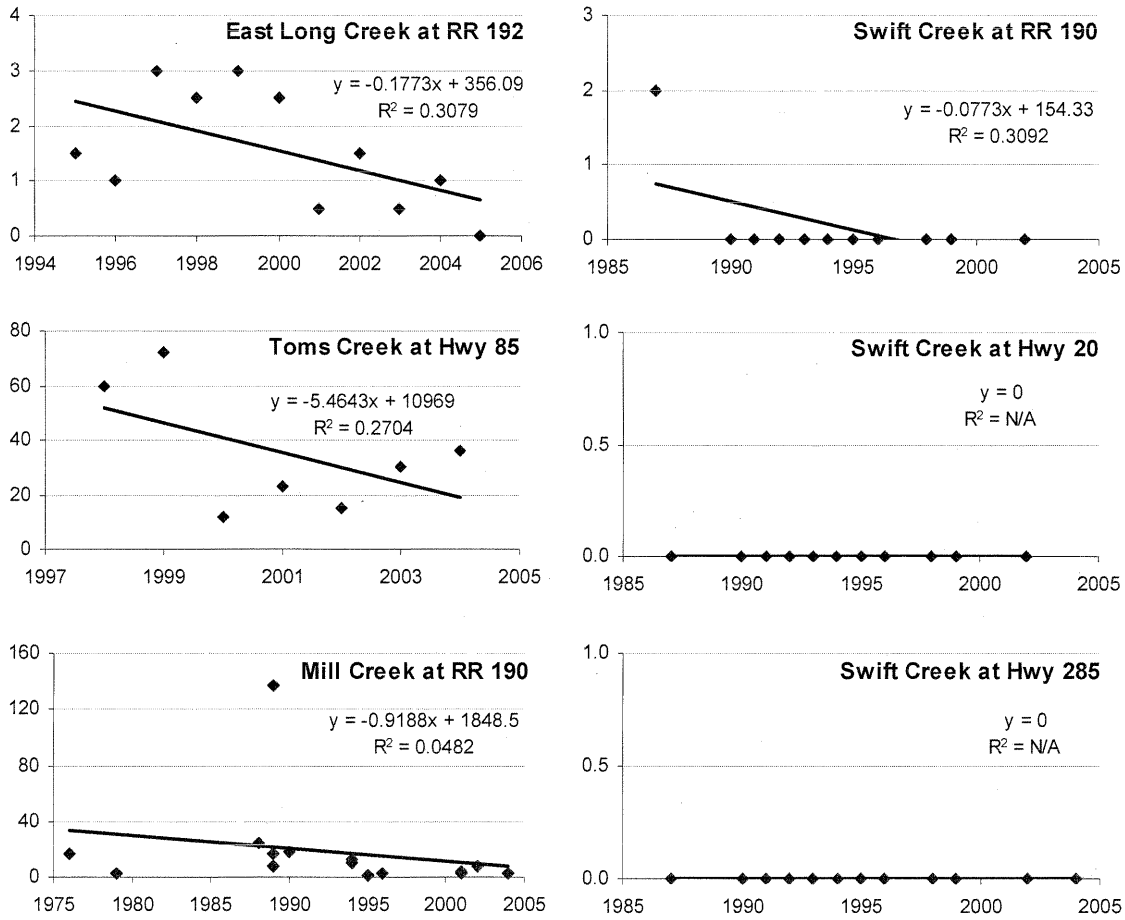 East Long Creek at RR 192
y = -0.1773x + 356.09
R² = 0.3079
4
3
2
1
0
1994 1996 1998 2000 2002 2004 2006
Swift Creek at RR 190
y = -0.0773x + 154.33
R² = 0.3092
3
2
1
0
1985 1990 1995 2000 2005
Toms Creek at Hwy 85
y = -5.4643x + 10969
R² = 0.2704
80
60
40
20
0
1997 1999 2001 2003 2005
Swift Creek at Hwy 20
y = 0
R² = N/A
1.0
0.5
0.0
1985 1990 1995 2000 2005
Mill Creek at RR 190
y = -0.9188x + 1848.5
R² = 0.0482
160
120
80
40
0
1975 1980 1985 1990 1995 2000 2005
Swift Creek at Hwy 285
y = 0
R² = N/A
1.0
0.5
0.0
1985 1990 1995 2000 2005